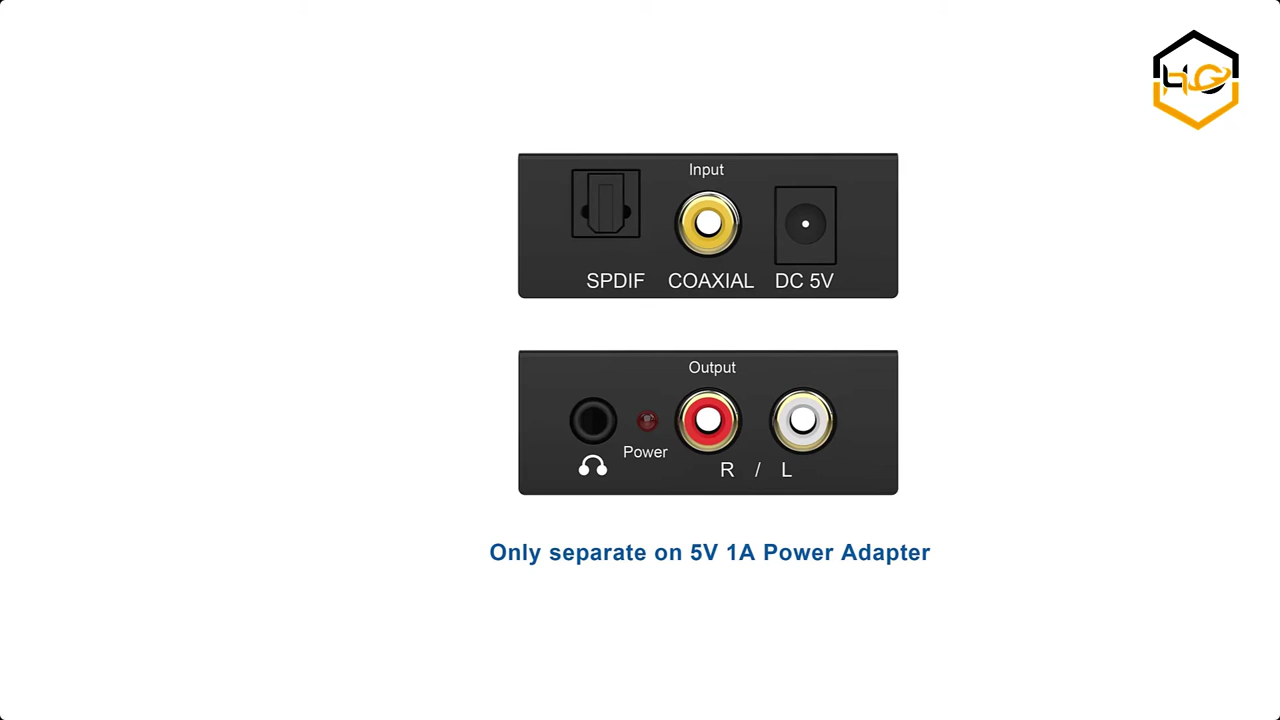 Input
SPDIF COAXIAL DC 5V
Output
Power
R / L
Only separate on 5V 1A Power Adapter